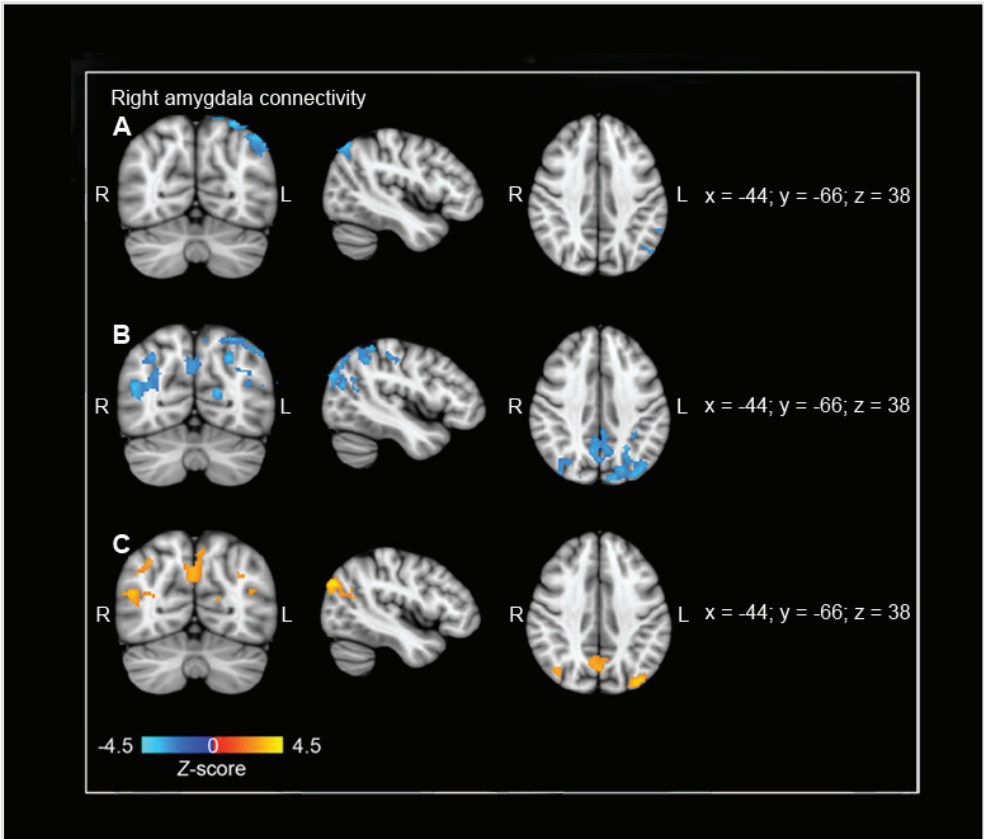 Right amygdala connectivity
A
R
L
R
L
x = -44; y = -66; z = 38
B
R
L
R
L
x = -44; y = -66; z = 38
C
R
L
R
L
x = -44; y = -66; z = 38
-4.5 0 4.5
Z-score